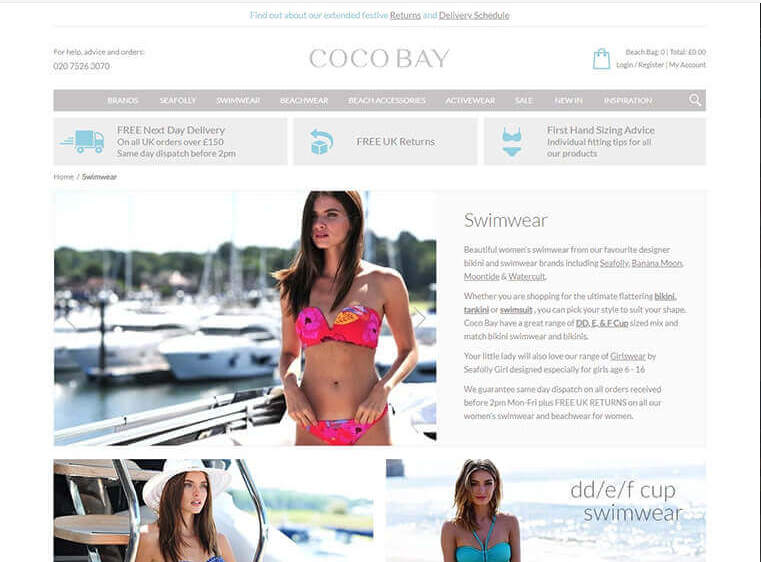 Find out about our extended festive Returns and Delivery Schedule
For help, advice and orders:
020 7526 3070
COCO BAY
Beach Bag: 0 | Total: £0.00
Login / Register | My Account
BRANDS SEAFOLLY SWIMWEAR BEACHWEAR BEACH ACCESSORIES ACTIVEWEAR SALE NEW IN INSPIRATION
FREE Next Day Delivery
On all UK orders over £150
Same day dispatch before 2pm
FREE UK Returns
First Hand Sizing Advice
Individual fitting tips for all
our products
Home / Swimwear
Swimwear
Beautiful women's swimwear from our favourite designer
bikini and swimwear brands including Seafolly, Banana Moon,
Moontide & Watercult.
Whether you are shopping for the ultimate flattering bikini,
tankini or swimsuit , you can pick your style to suit your shape.
Coco Bay have a great range of DD, E, & F Cup sized mix and
match bikini swimwear and bikinis.
Your little lady will also love our range of Girlswear by
Seafolly Girl designed especially for girls age 6 - 16
We guarantee same day dispatch on all orders received
before 2pm Mon-Fri plus FREE UK RETURNS on all our
women's swimwear and beachwear for women.
dd/e/f cup
swimwear